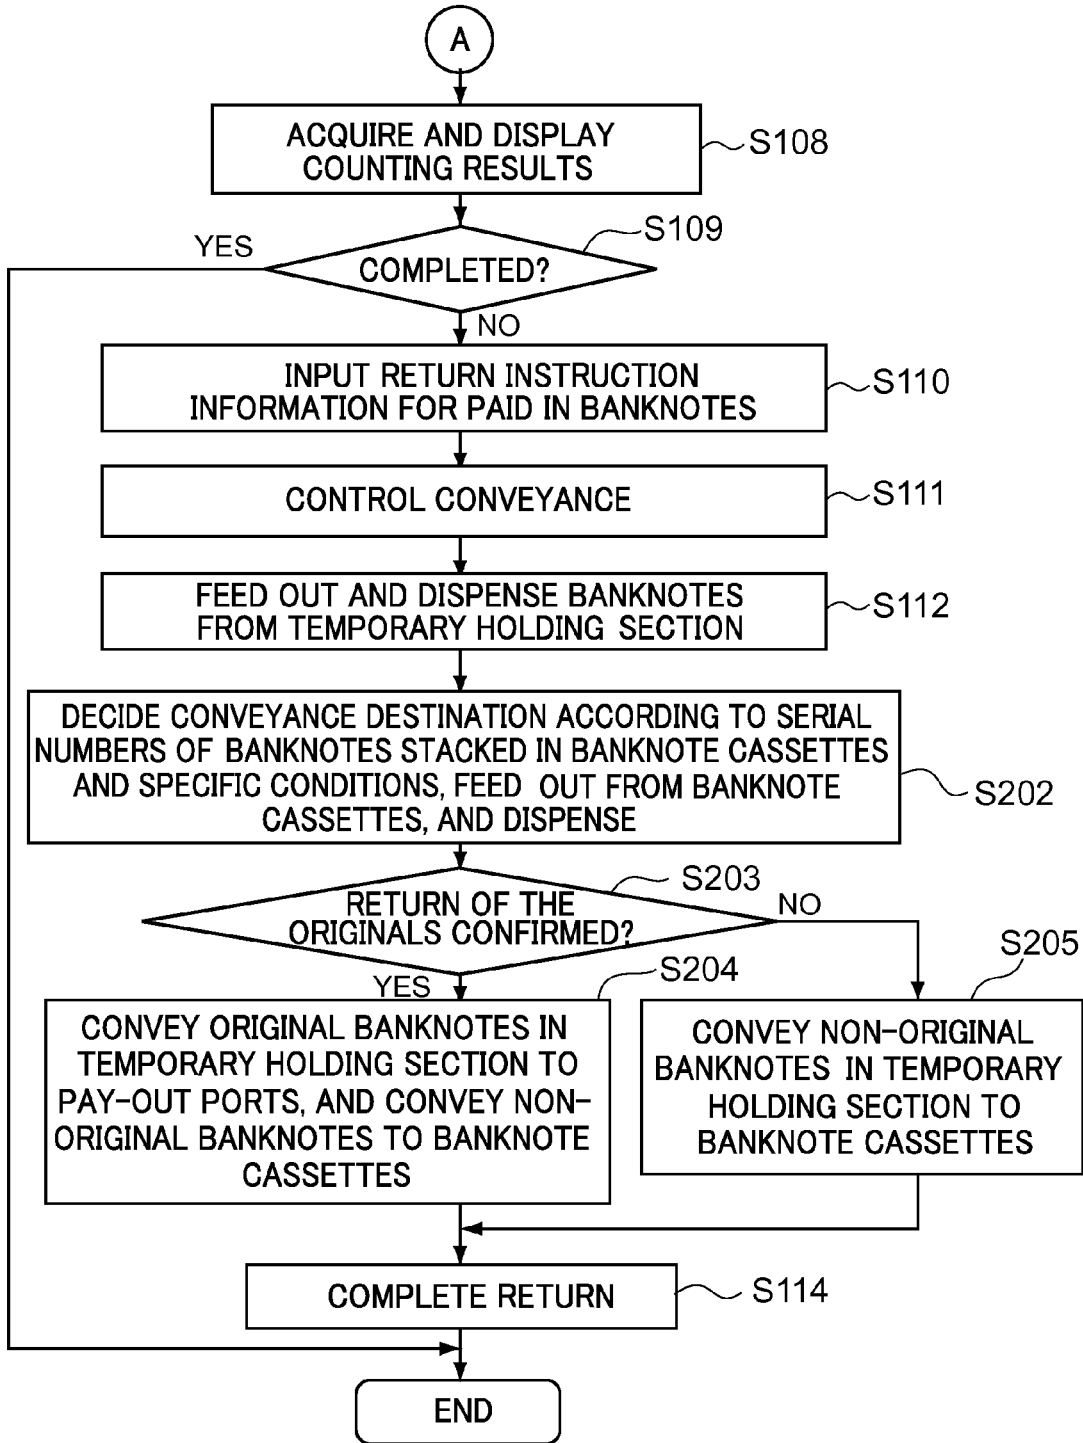 A
ACQUIRE AND DISPLAY
COUNTING RESULTS
S108
S109
YES
COMPLETED?
NO
INPUT RETURN INSTRUCTION
INFORMATION FOR PAID IN BANKNOTES
S110
CONTROL CONVEYANCE
S111
FEED OUT AND DISPENSE BANKNOTES
FROM TEMPORARY HOLDING SECTION
S112
DECIDE CONVEYANCE DESTINATION ACCORDING TO SERIAL
NUMBERS OF BANKNOTES STACKED IN BANKNOTE CASSETTES
AND SPECIFIC CONDITIONS, FEED OUT FROM BANKNOTE
CASSETTES, AND DISPENSE
S202
S203
RETURN OF THE
ORIGINALS CONFIRMED?
NO
YES
S204
CONVEY ORIGINAL BANKNOTES IN
TEMPORARY HOLDING SECTION TO
PAY-OUT PORTS, AND CONVEY NON-
ORIGINAL BANKNOTES TO BANKNOTE
CASSETTES
S205
CONVEY NON-ORIGINAL
BANKNOTES IN TEMPORARY
HOLDING SECTION TO
BANKNOTE CASSETTES
COMPLETE RETURN
S114
END